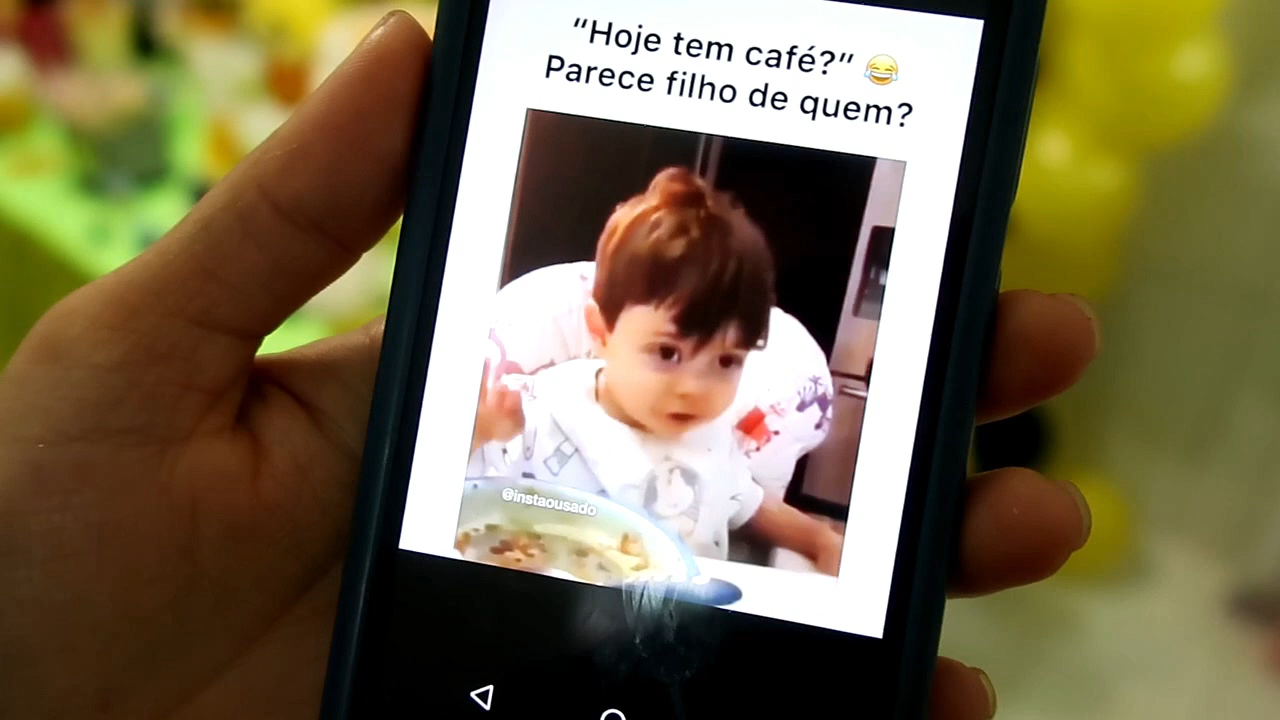 “Hoje tem café?” 😂
Parece filho de quem?
@instaousado